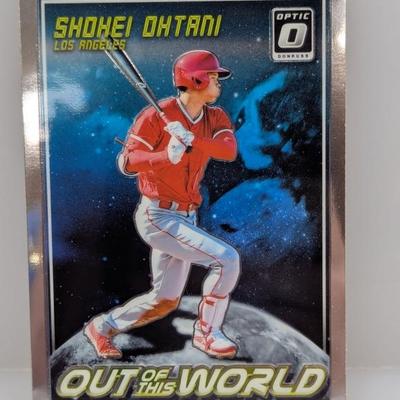 SHOHEI OHTANI
LOS ANGELES
OPTIC
O
DONRUSS
OUT OF THIS WORLD